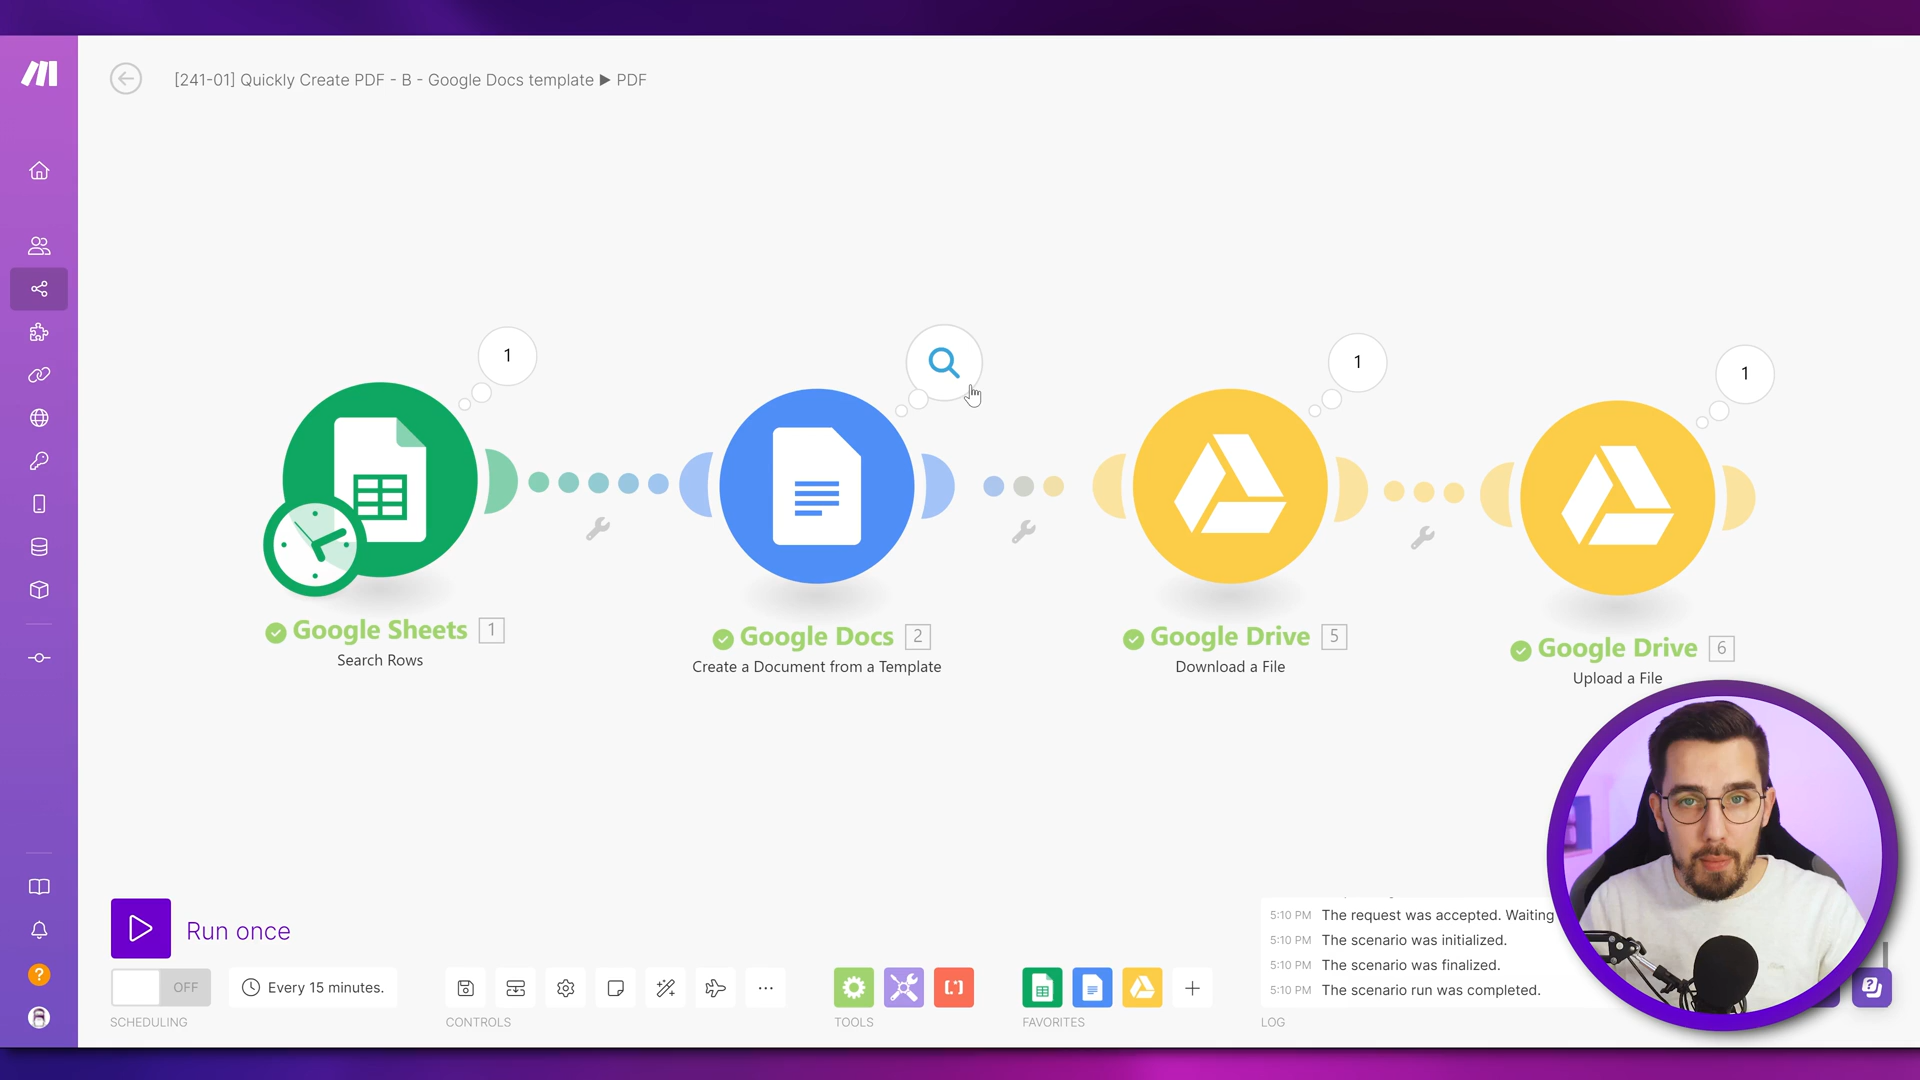 [241-01] Quickly Create PDF - B - Google Docs template ▶ PDF
1
1
1
Google Sheets 1
Search Rows
Google Docs 2
Create a Document from a Template
Google Drive 5
Download a File
Google Drive 6
Upload a File
Run once
OFF
Every 15 minutes.
SCHEDULING
CONTROLS
TOOLS
FAVORITES
5:10 PM The request was accepted. Waiting
5:10 PM The scenario was initialized.
5:10 PM The scenario was finalized.
5:10 PM The scenario run was completed.
LOG